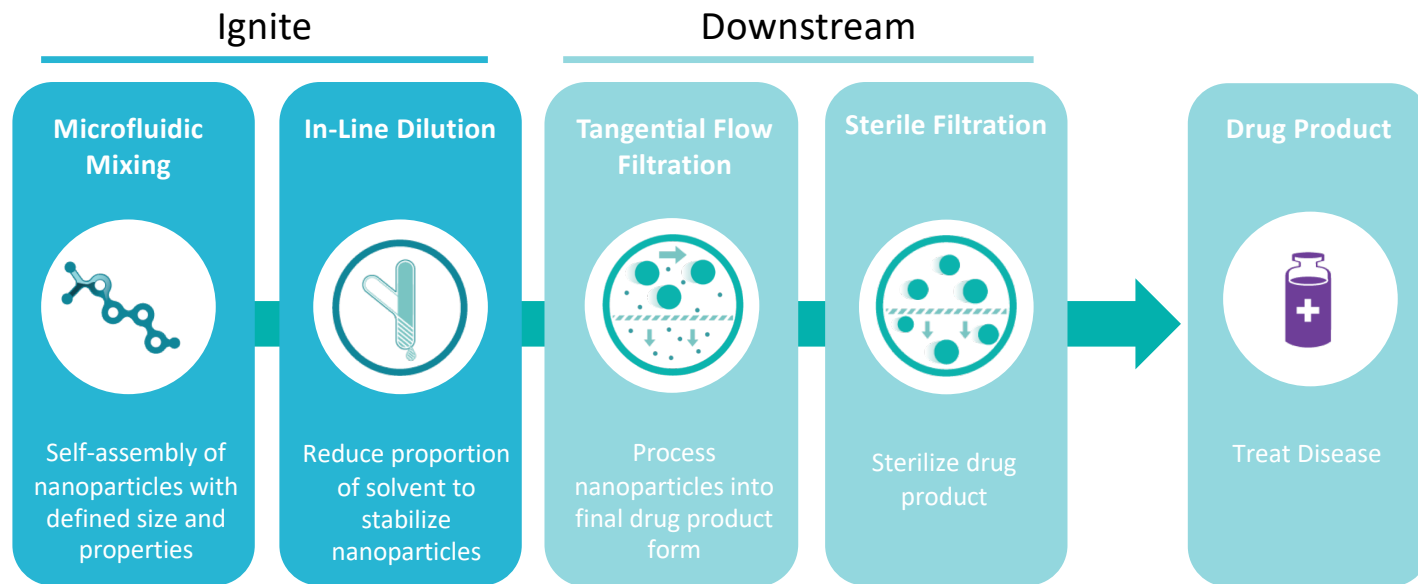 Ignite
Downstream
Microfluidic
Mixing
Self-assembly of
nanoparticles with
defined size and
properties
In-Line Dilution
Reduce proportion
of solvent to
stabilize
nanoparticles
Tangential Flow
Filtration
Process
nanoparticles into
final drug product
form
Sterile Filtration
Sterilize drug
product
Drug Product
Treat Disease